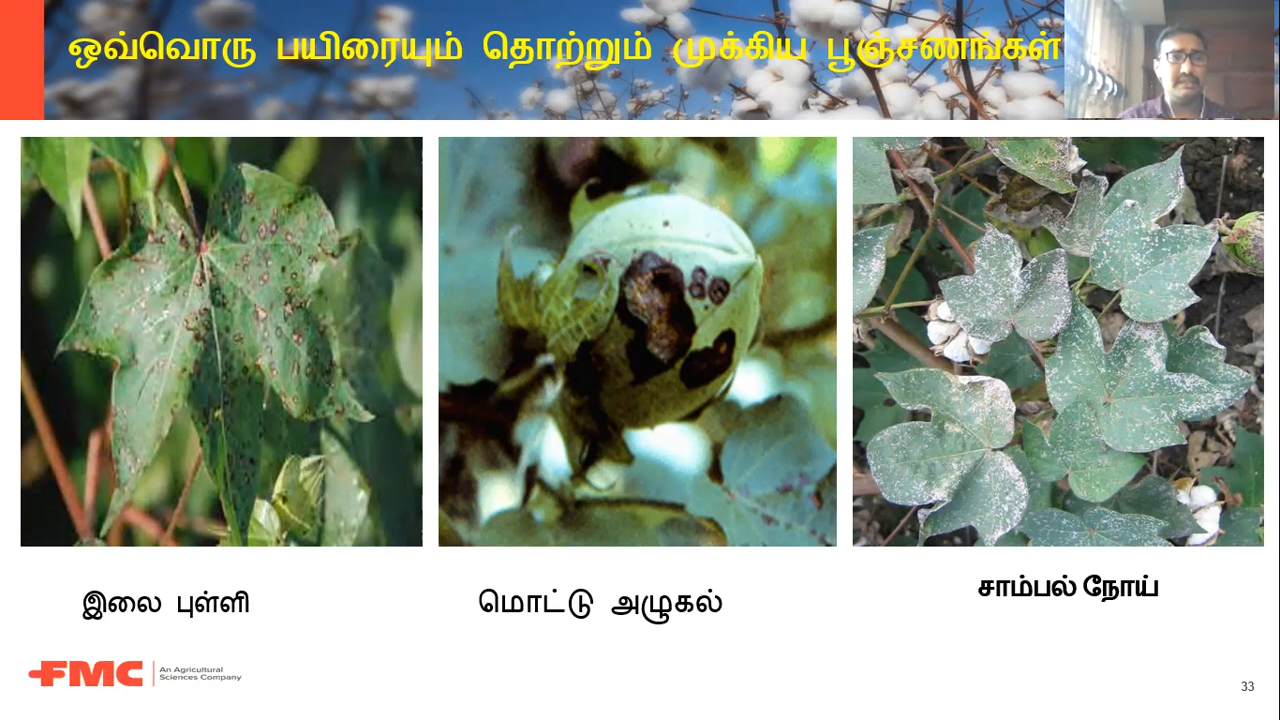 ஒவ்வொரு பயிரையும் தொற்றும் முக்கிய பூஞ்சணங்கள்
இலை புள்ளி
மொட்டு அழுகல்
சாம்பல் நோய்
FMC
An Agricultural
Sciences Company
33